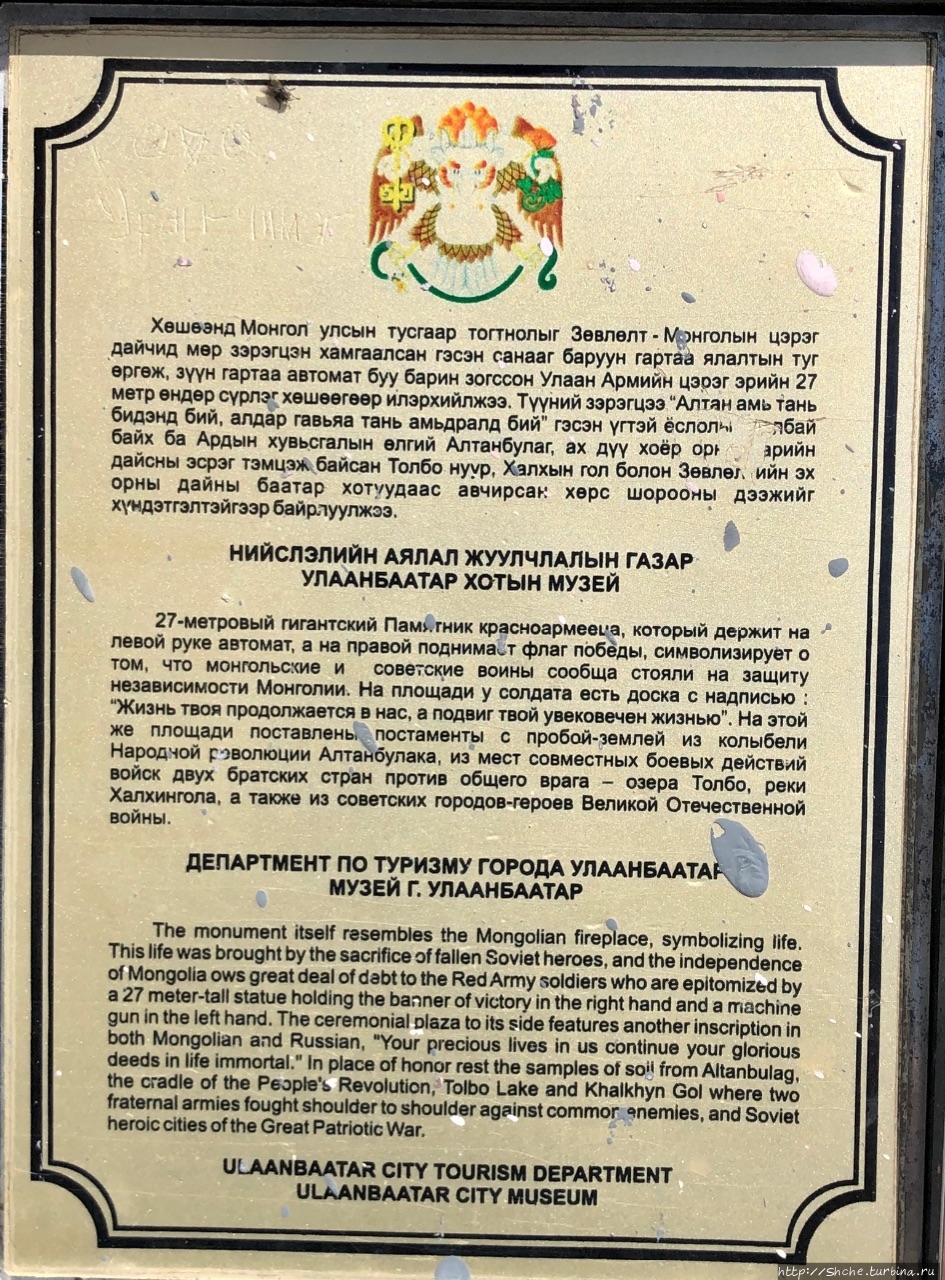 Хөшөөнд Монгол улсын тусгаар тогтнолыг Зөвлөлт - Монголын цэрэг
дайчид мөр зэрэгцэн хамгаалсан гэсэн санааг баруун гартаа ялалтын туг
өргөж, зүүн гартаа автомат буу барин зогссон Улаан Армийн цэрэг эрийн 27
метр өндөр сүрлэг хөшөөгөөр илэрхийлжээ. Түүний зэрэгцээ “Алтан амь тань
бидэнд бий, алдар гавьяа тань амьдралд бий” гэсэн үгтэй
байх ба Ардын хувьсгалын өлгий Алтанбулаг, ах дүү хоёр
дайсны эсрэг тэмцэж байсан Толбо нуур, Халхын гол болон эх
орны дайны баатар хотуудаас авчирсан хөрс шорооны дээжийг
хүндэтгэлтэйгээр байрлуулжээ.
НИЙСЛЭЛИЙН АЯЛАЛ ЖУУЛЧЛАЛЫН ГАЗАР
УЛААНБААТАР ХОТЫН МУЗЕЙ
27-метровый гигантский Памятник красноармееца, который держит на
левой руке автомат, а на правой поднимает флаг победы, символизирует о
том, что монгольские и советские воины сообща стояли на защиту
независимости Монголии. На площади у солдата есть доска с надписью :
“Жизнь твоя продолжается в нас, а подвиг твой увековечен жизнью”. На этой
же площади поставлены постаменты с пробой-землей из колыбели
Народной революции Алтанбулака, из мест совместных боевых действий
войск двух братских стран против общего врага – озера Толбо, реки
Халхингола, а также из советских городов-героев Великой Отечественной
войны.
ДЕПАРТМЕНТ ПО ТУРИЗМУ ГОРОДА УЛААНБААТАР
МУЗЕЙ Г. УЛААНБААТАР
The monument itself resembles the Mongolian fireplace, symbolizing life.
This life was brought by the sacrifice of fallen Soviet heroes, and the independence
of Mongolia ows great deal of debt to the Red Army soldiers who are epitomized by
a 27 meter-tall statue holding the banner of victory in the right hand and a machine
gun in the left hand. The ceremonial plaza to its side features another inscription in
both Mongolian and Russian, "Your precious lives in us continue your glorious
deeds in life immortal." In place of honor rest the samples of soil from Altanbulag,
the cradle of the People's Revolution, Tolbo Lake and Khalkhyn Gol where two
fraternal armies fought shoulder to shoulder against common enemies, and Soviet
heroic cities of the Great Patriotic War.
ULAANBAATAR CITY TOURISM DEPARTMENT
ULAANBAATAR CITY MUSEUM
http://Shche.turbina.ru